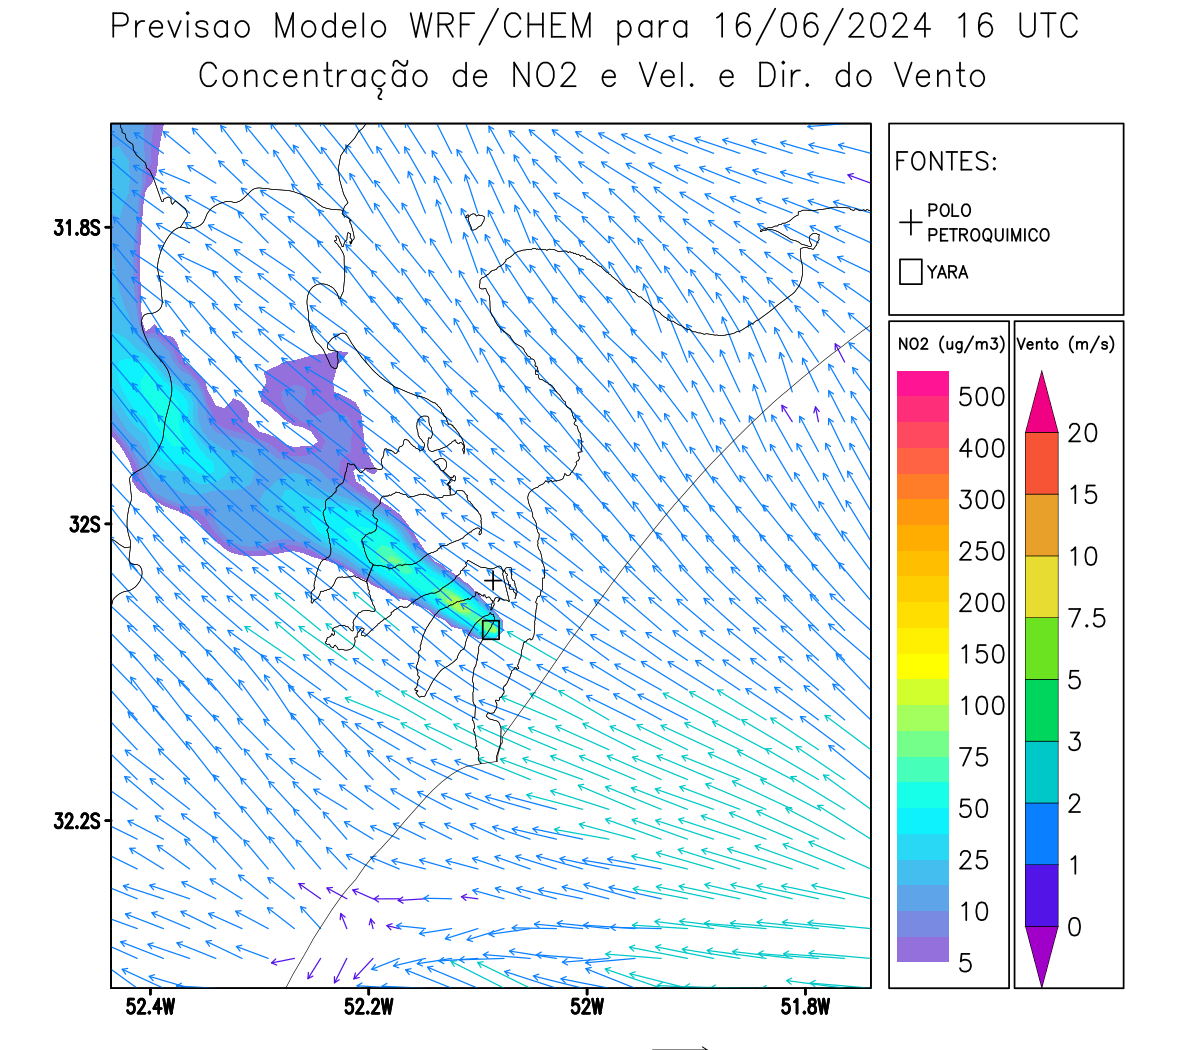 Previsao Modelo WRF/CHEM para 16/06/2024 16 UTC
Concentração de NO2 e Vel. e Dir. do Vento
FONTES:
POLO
PETROQUIMICO
YARA
NO2 (ug/m3)
500
400
300
250
200
150
100
75
50
25
10
5
Vento (m/s)
20
15
10
7.5
5
3
2
1
0
31.8S
32S
32.2S
52.4W
52.2W
52W
51.8W